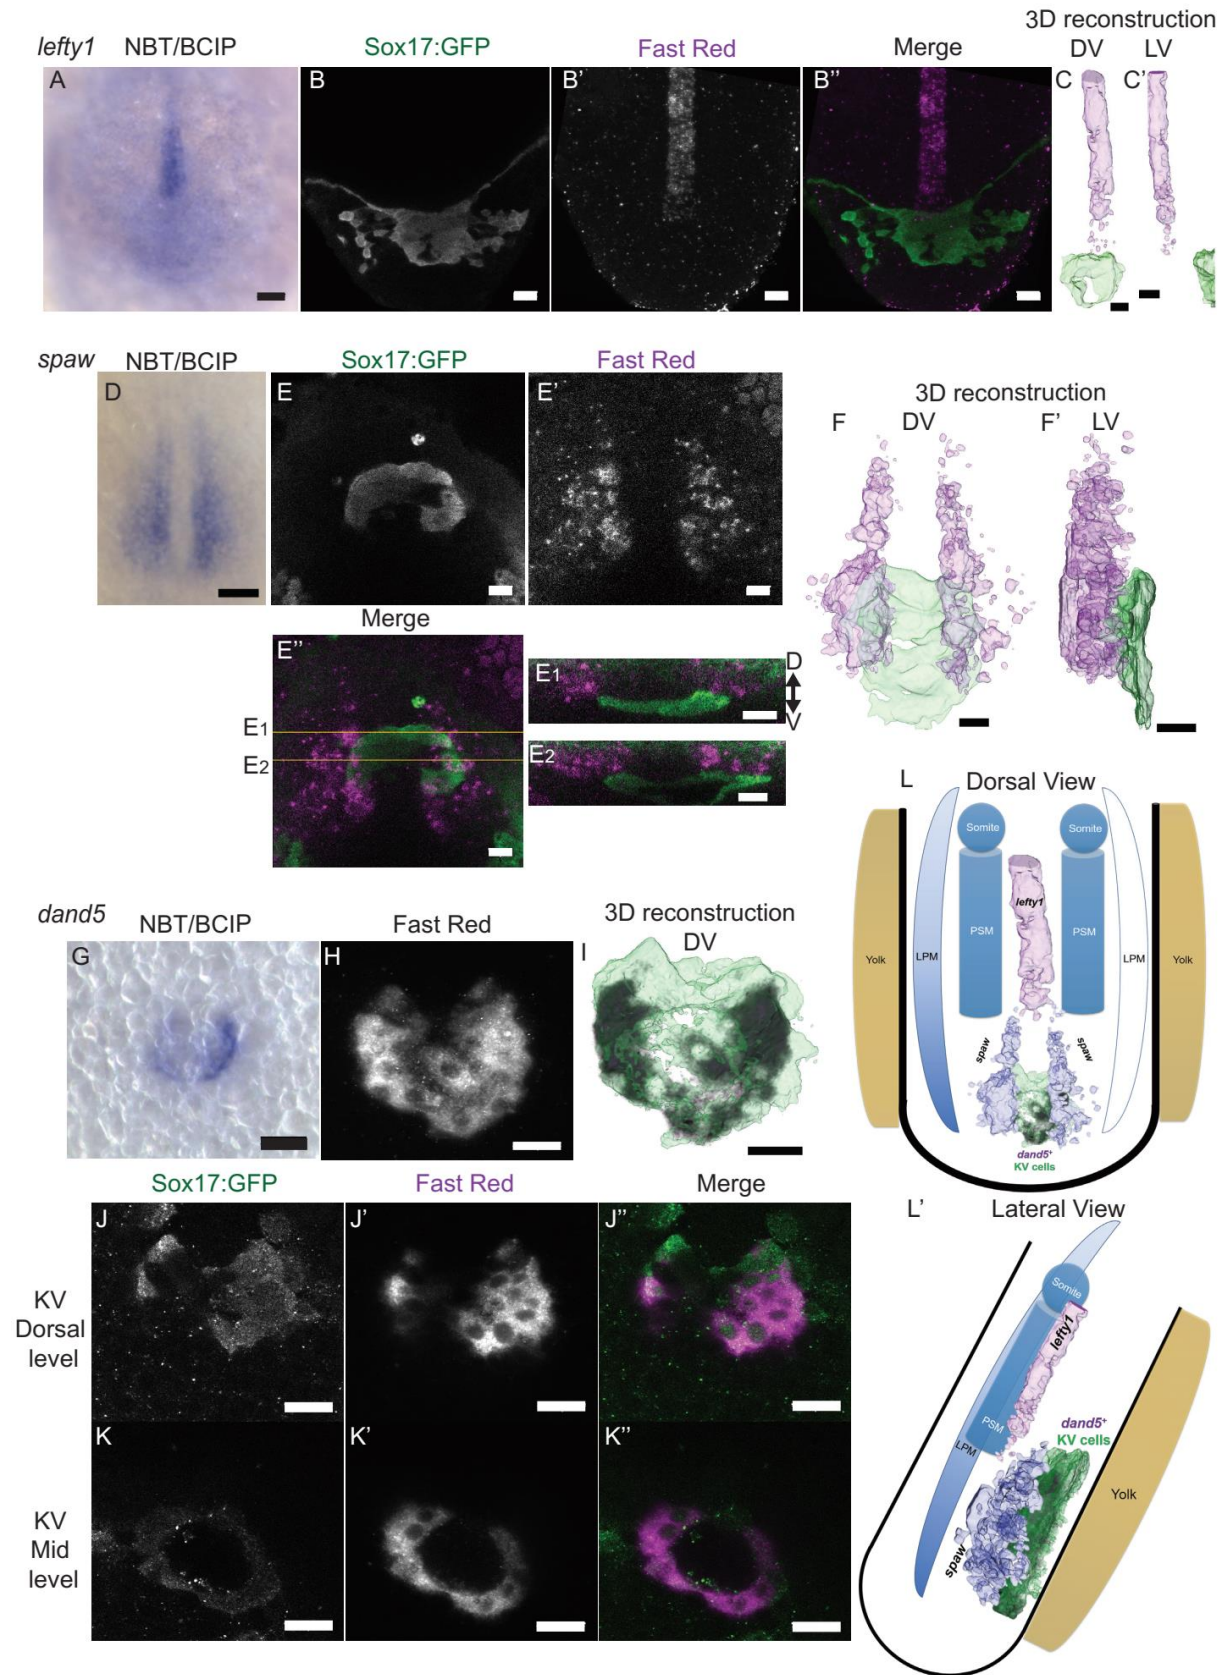 3D reconstruction
lefty1 NBT/BCIP Sox17:GFP Fast Red Merge DV LV
A B B' B'' C C'
spaw NBT/BCIP Sox17:GFP Fast Red
3D reconstruction
D E E' F DV F' LV
Merge
E'' E1 D
V
E1
E2 E2
L Dorsal View
Somite Somite
lefty1
PSM PSM
Yolk LPM LPM Yolk
spaw spaw
dand5+
KV cells
dand5 NBT/BCIP Fast Red 3D reconstruction
DV
G H I
Sox17:GFP Fast Red Merge
J J' J''
KV
Dorsal
level
K K' K''
KV
Mid
level
L' Lateral View
Somite
lefty1
PSM
LPM
dand5+
KV cells
Yolk
spaw